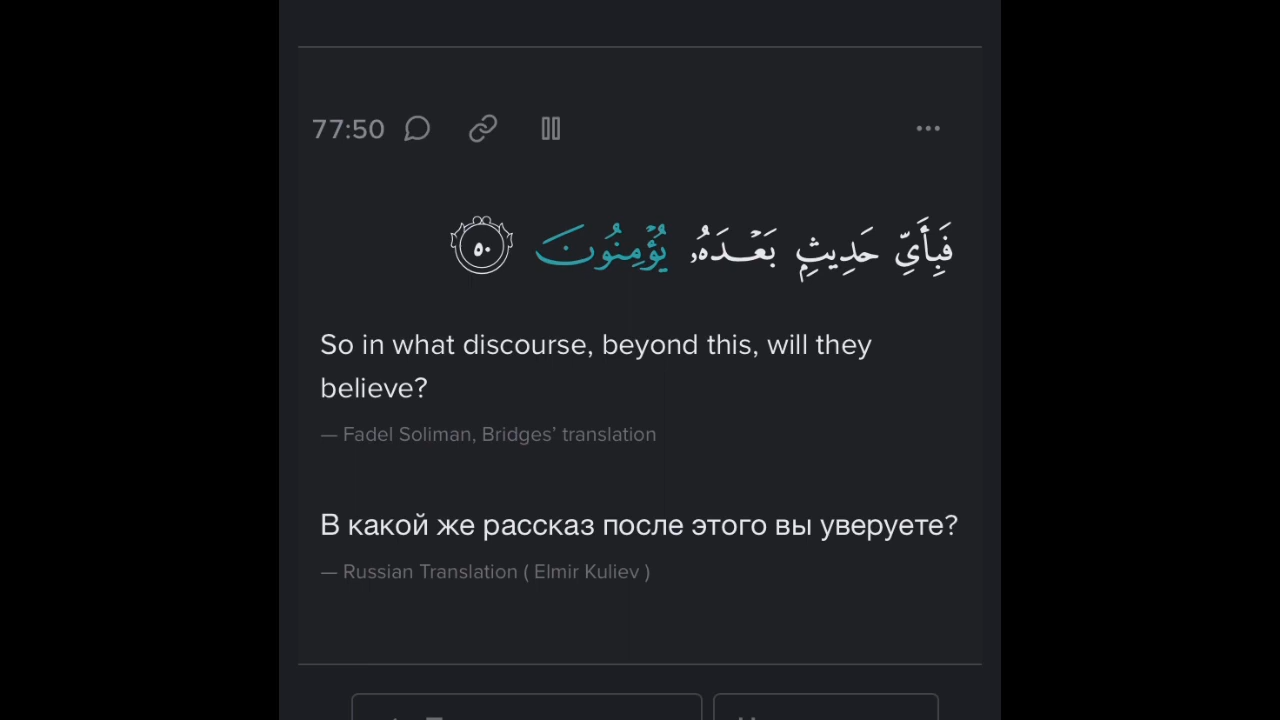 77:50
فَبِأَىِّ حَدِيثٍۭ بَعْدَهُۥ يُؤْمِنُونَ ٥٠
So in what discourse, beyond this, will they
believe?
— Fadel Soliman, Bridges’ translation
В какой же рассказ после этого вы уверуете?
— Russian Translation ( Elmir Kuliev )